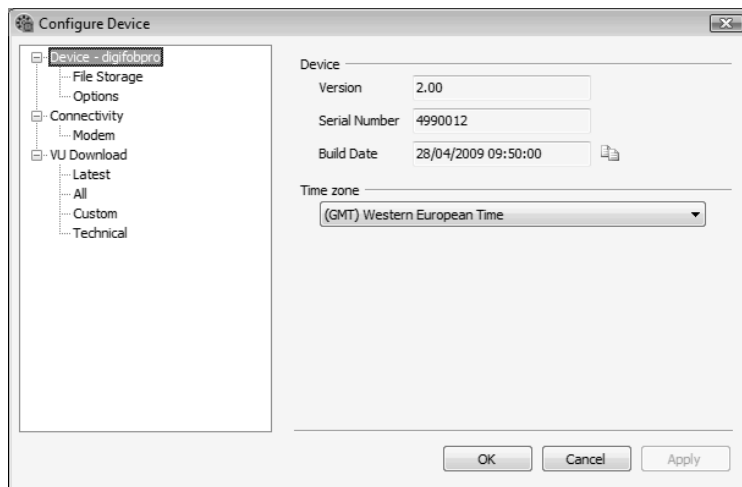 Configure Device
Device - digifobpro
File Storage
Options
Connectivity
Modem
VU Download
Latest
All
Custom
Technical
Device
Version 2.00
Serial Number 4990012
Build Date 28/04/2009 09:50:00
Time zone
(GMT) Western European Time
OK Cancel Apply